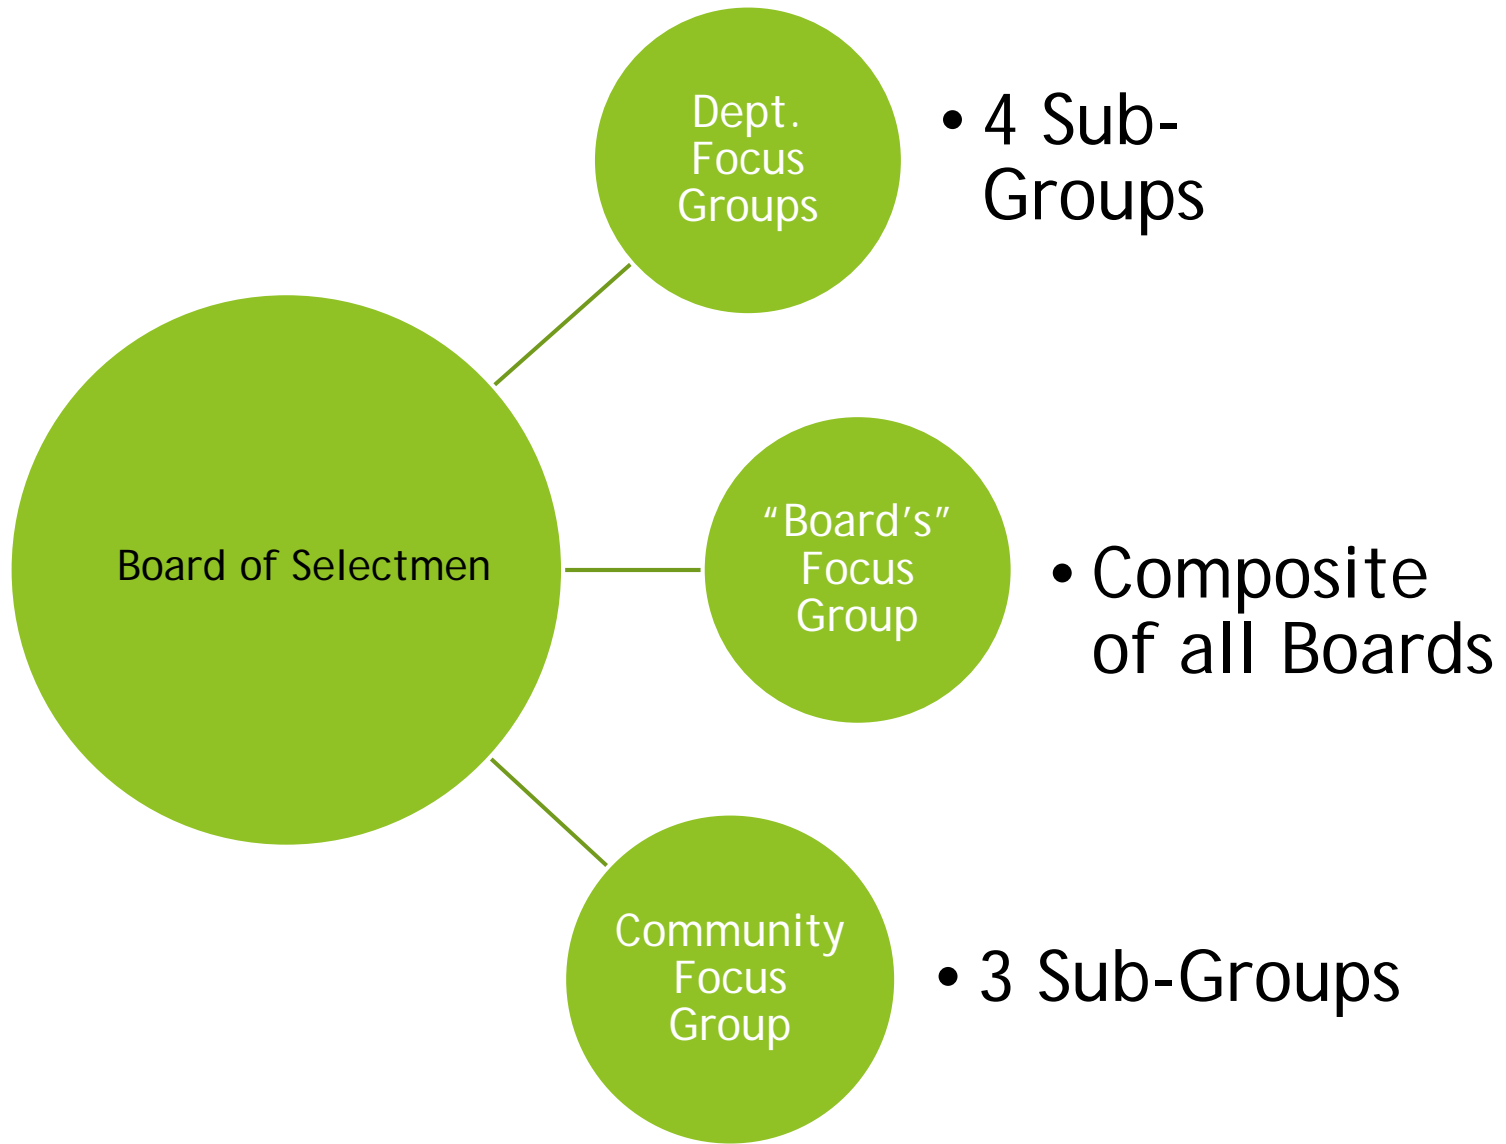 Dept.
Focus
Groups
• 4 Sub-
Groups
Board of Selectmen
“Board’s”
Focus
Group
• Composite
of all Boards
Community
Focus
Group
• 3 Sub-Groups